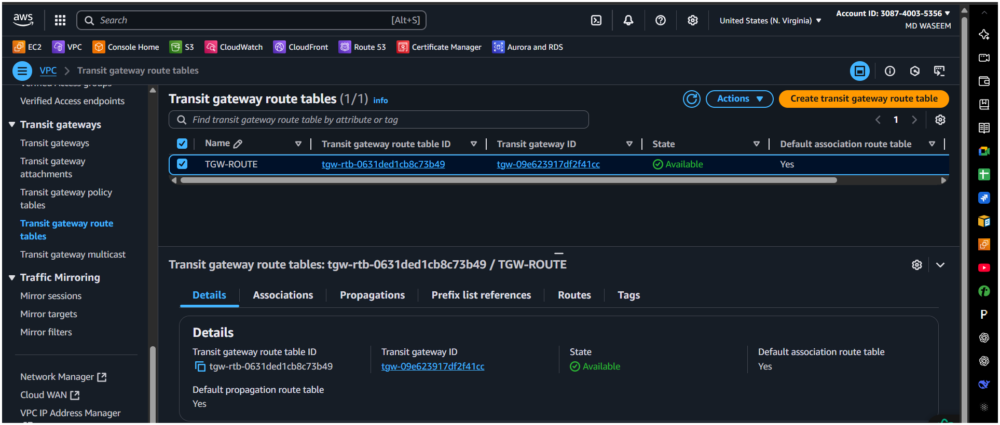 aws
Search [Alt+S]
United States (N. Virginia)
Account ID: 3087-4003-5356
MD WASEEM
EC2 VPC Console Home S3 CloudWatch CloudFront Route 53 Certificate Manager Aurora and RDS
VPC Transit gateway route tables
Verified Access groups
Verified Access endpoints
Transit gateways
Transit gateways
Transit gateway
attachments
Transit gateway policy
tables
Transit gateway route
tables
Transit gateway multicast
Traffic Mirroring
Mirror sessions
Mirror targets
Mirror filters
Network Manager
Cloud WAN
VPC IP Address Manager
Transit gateway route tables (1/1) info
Actions
Create transit gateway route table
Find transit gateway route table by attribute or tag
1
Name Transit gateway route table ID Transit gateway ID State Default association route table
TGW-ROUTE tgw-rtb-0631ded1cb8c73b49 tgw-09e623917df2f41cc Available Yes
Transit gateway route tables: tgw-rtb-0631ded1cb8c73b49 / TGW-ROUTE
Details Associations Propagations Prefix list references Routes Tags
Details
Transit gateway route table ID
tgw-rtb-0631ded1cb8c73b49
Transit gateway ID
tgw-09e623917df2f41cc
State
Available
Default association route table
Yes
Default propagation route table
Yes
P